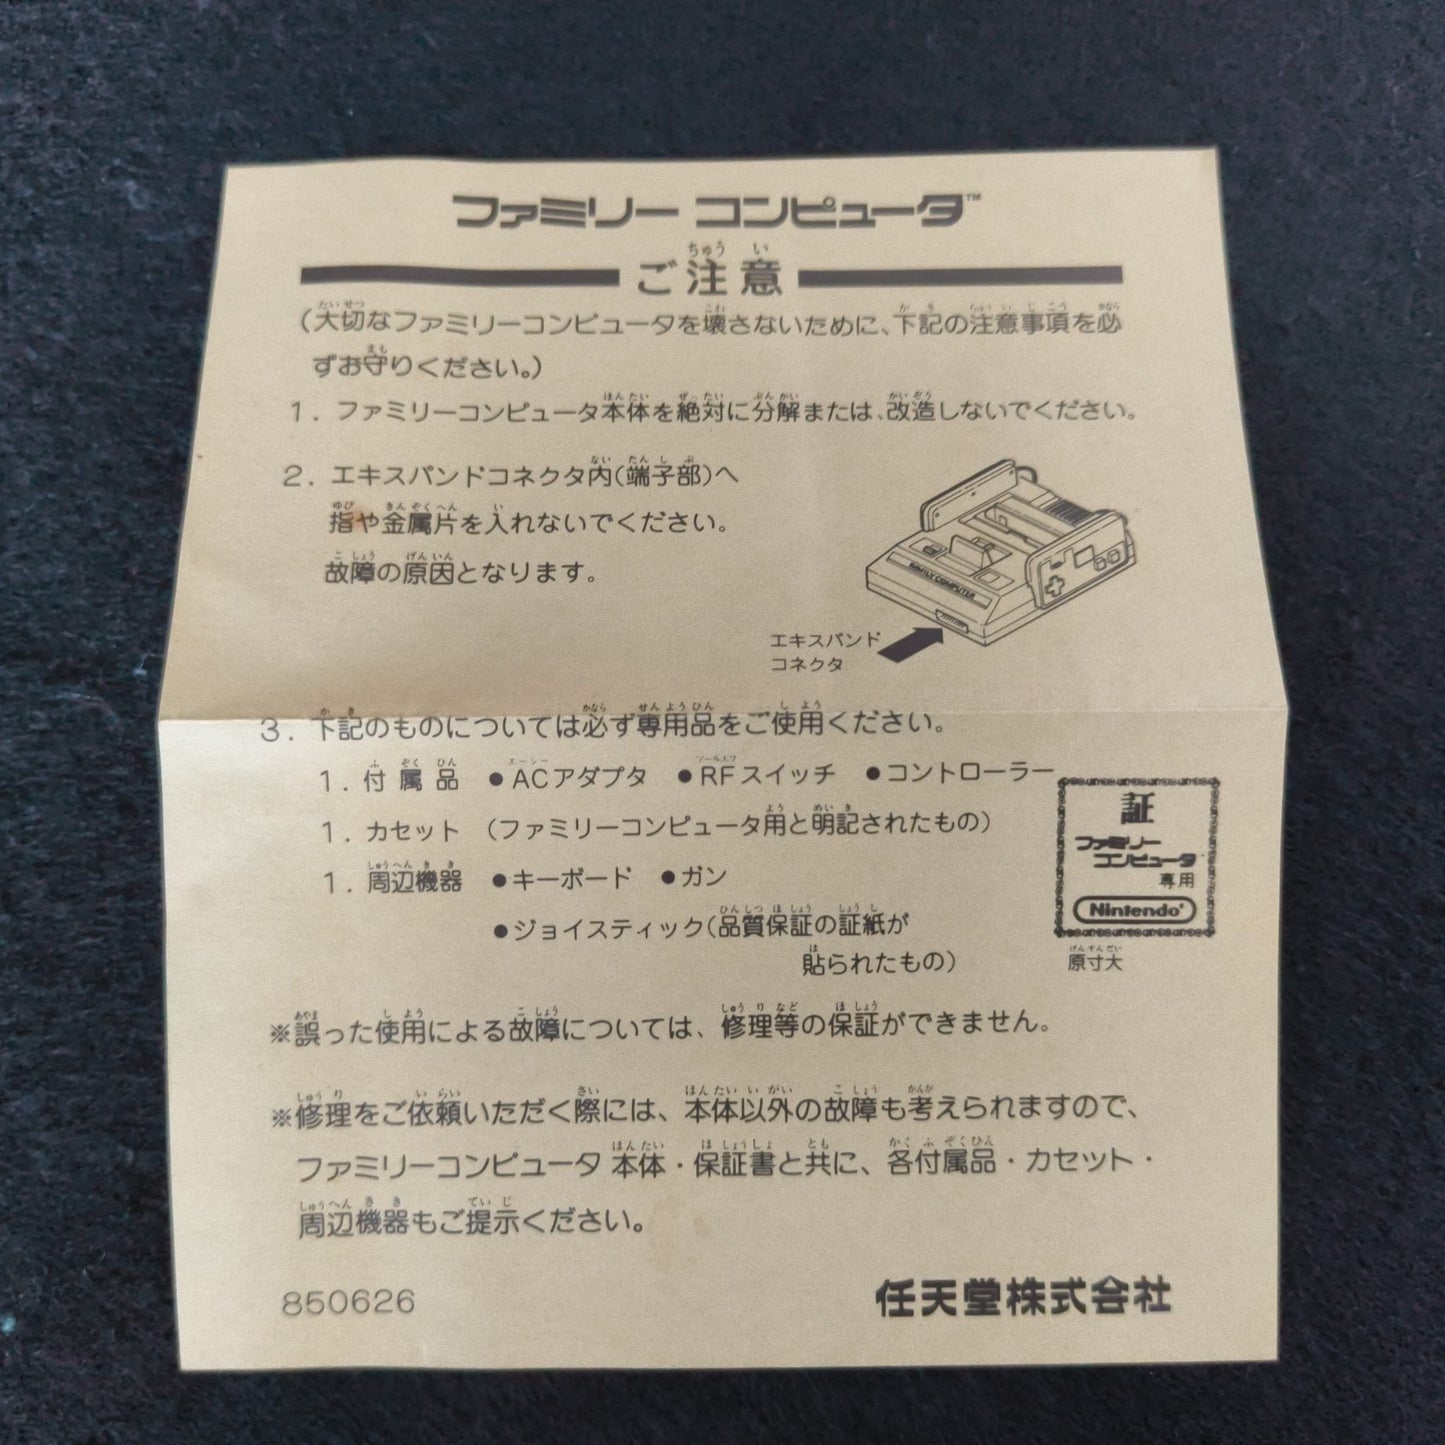 ファミリー コンピュータ™
ご注意
(大切なファミリーコンピュータを壊さないために、下記の注意事項を必
ずお守りください。)
1. ファミリーコンピュータ本体を絶対に分解または、改造しないでください。
2. エキスパンドコネクタ内(端子部)へ
指や金属片を入れないでください。
故障の原因となります。
FAMILY COMPUTER
エキスパンド
コネクタ
3. 下記のものについては必ず専用品をご使用ください。
1. 付属品 ●ACアダプタ ●RFスイッチ ●コントローラー
1. カセット (ファミリーコンピュータ用と明記されたもの)
1. 周辺機器 ●キーボード ●ガン
●ジョイスティック(品質保証の証紙が
貼られたもの)
証
ファミリー
コンピュータ
専用
Nintendo
原寸大
※誤った使用による故障については、修理等の保証ができません。
※修理をご依頼いただく際には、本体以外の故障も考えられますので、
ファミリーコンピュータ本体・保証書と共に、各付属品・カセット・
周辺機器もご提示ください。
850626
任天堂株式会社